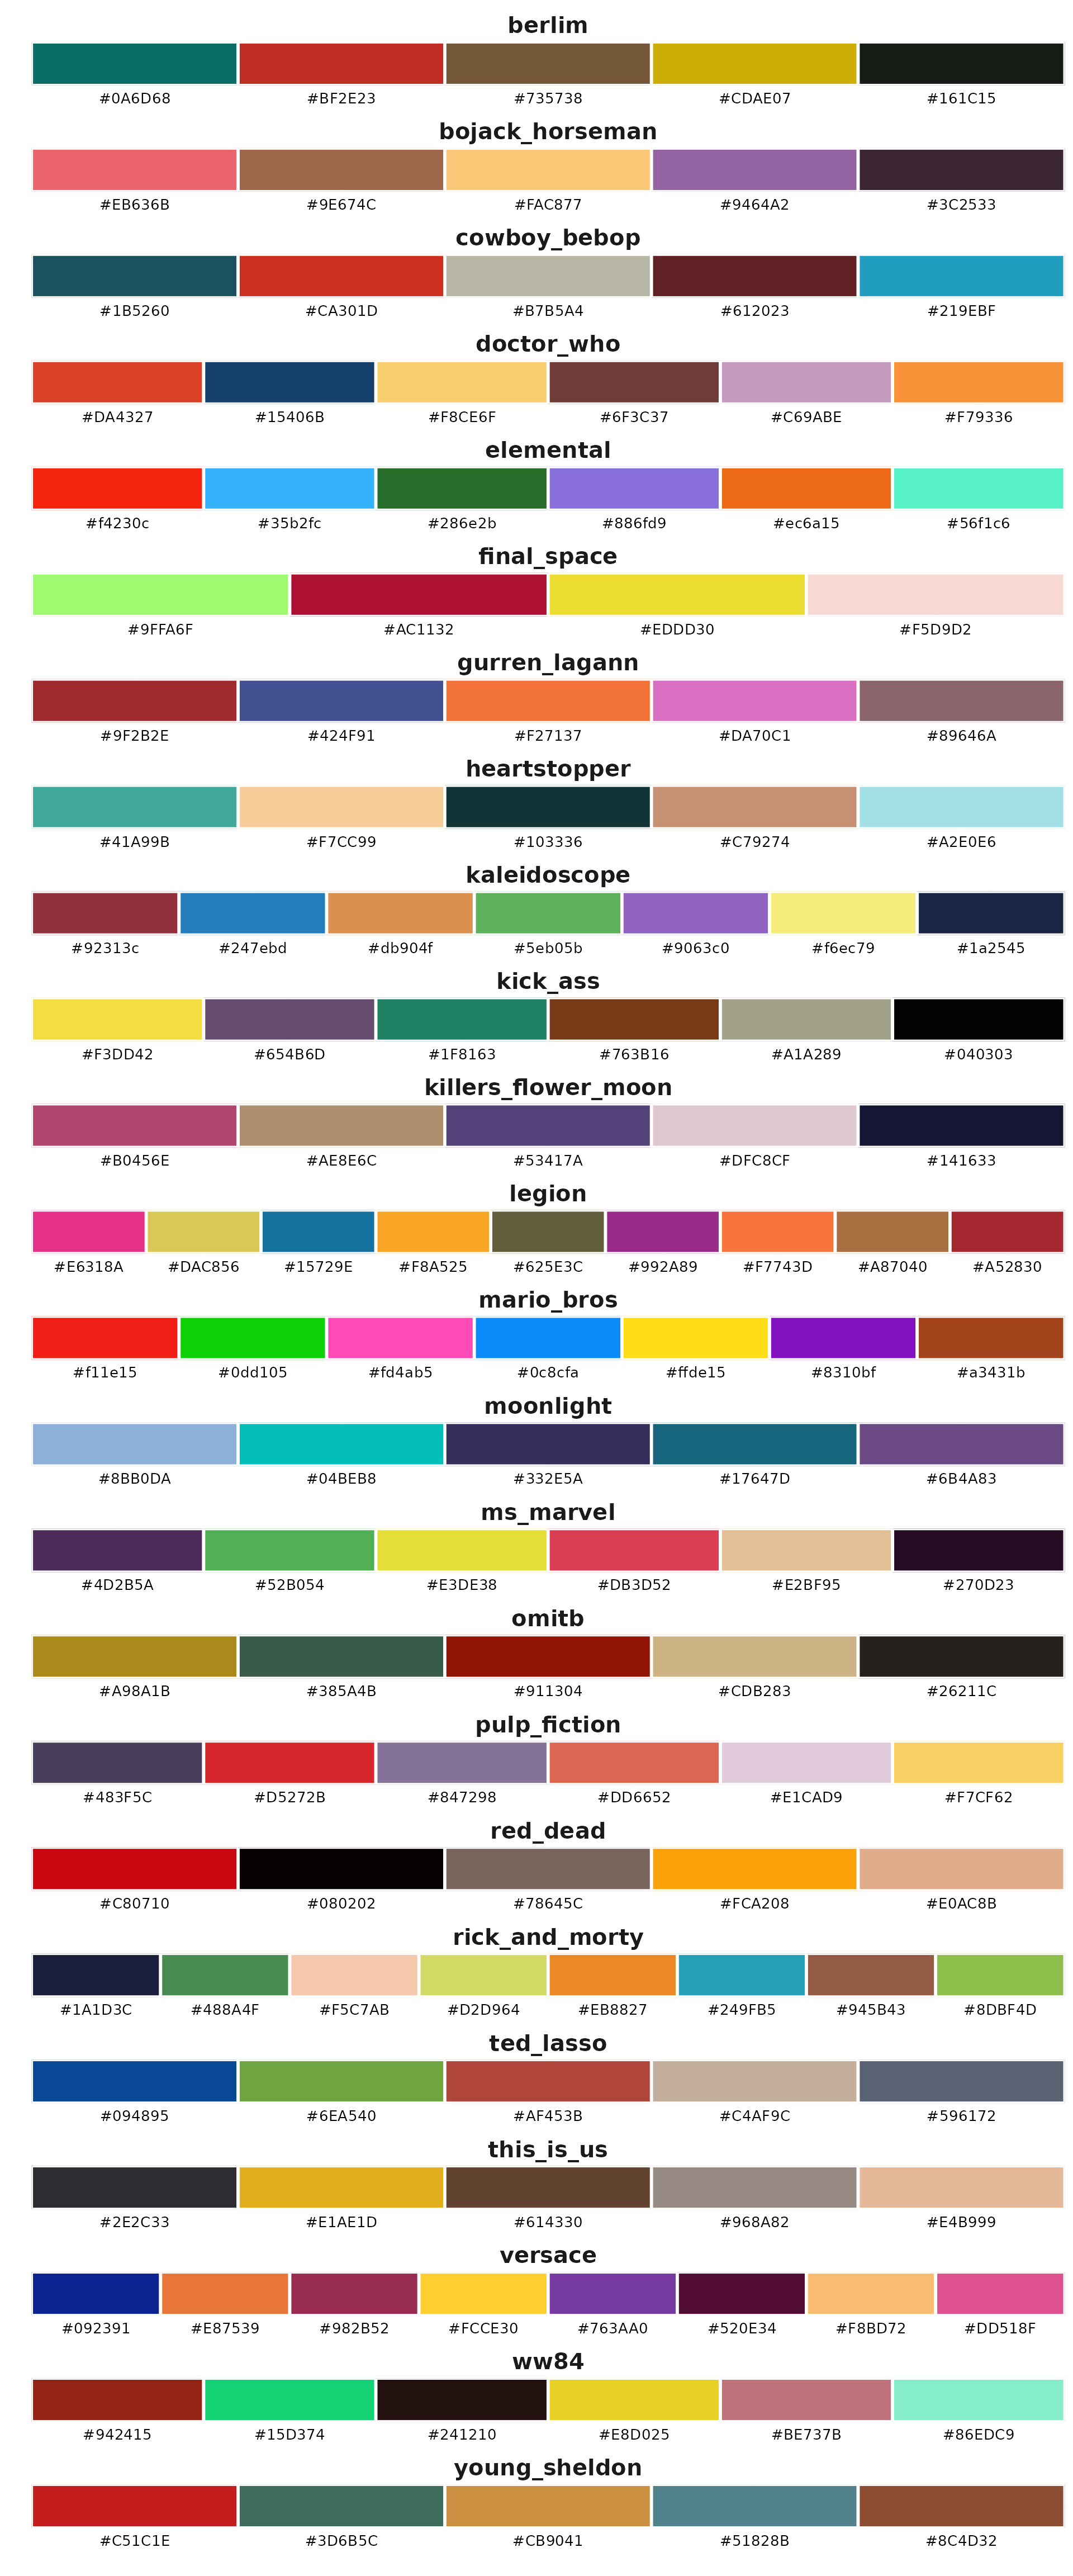 berlim
#0A6D68 #BF2E23 #735738 #CDAE07 #161C15
bojack_horseman
#EB636B #9E674C #FAC877 #9464A2 #3C2533
cowboy_bebop
#1B5260 #CA301D #B7B5A4 #612023 #219EBF
doctor_who
#DA4327 #15406B #F8CE6F #6F3C37 #C69ABE #F79336
elemental
#f4230c #35b2fc #286e2b #886fd9 #ec6a15 #56f1c6
final_space
#9FFA6F #AC1132 #EDDD30 #F5D9D2
gurren_lagann
#9F2B2E #424F91 #F27137 #DA70C1 #89646A
heartstopper
#41A99B #F7CC99 #103336 #C79274 #A2E0E6
kaleidoscope
#92313c #247ebd #db904f #5eb05b #9063c0 #f6ec79 #1a2545
kick_ass
#F3DD42 #654B6D #1F8163 #763B16 #A1A289 #040303
killers_flower_moon
#B0456E #AE8E6C #53417A #DFC8CF #141633
legion
#E6318A #DAC856 #15729E #F8A525 #625E3C #992A89 #F7743D #A87040 #A52830
mario_bros
#f11e15 #0dd105 #fd4ab5 #0c8cfa #ffde15 #8310bf #a3431b
moonlight
#8BB0DA #04BEB8 #332E5A #17647D #6B4A83
ms_marvel
#4D2B5A #52B054 #E3DE38 #DB3D52 #E2BF95 #270D23
omitb
#A98A1B #385A4B #911304 #CDB283 #26211C
pulp_fiction
#483F5C #D5272B #847298 #DD6652 #E1CAD9 #F7CF62
red_dead
#C80710 #080202 #78645C #FCA208 #E0AC8B
rick_and_morty
#1A1D3C #488A4F #F5C7AB #D2D964 #EB8827 #249FB5 #945B43 #8DBF4D
ted_lasso
#094895 #6EA540 #AF453B #C4AF9C #596172
this_is_us
#2E2C33 #E1AE1D #614330 #968A82 #E4B999
versace
#092391 #E87539 #982B52 #FCCE30 #763AA0 #520E34 #F8BD72 #DD518F
ww84
#942415 #15D374 #241210 #E8D025 #BE737B #86EDC9
young_sheldon
#C51C1E #3D6B5C #CB9041 #51828B #8C4D32